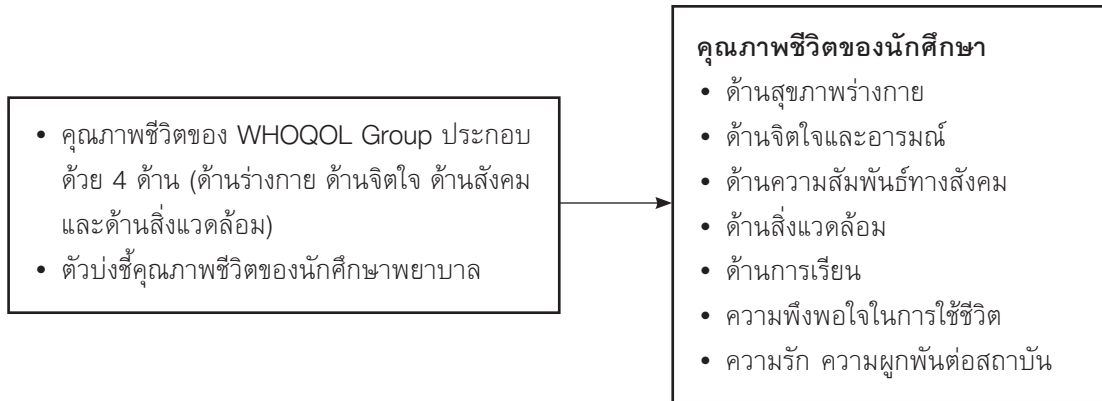 • คุณภาพชีวิตของ WHOQOL Group ประกอบ
ด้วย 4 ด้าน (ด้านร่างกาย ด้านจิตใจ ด้านสังคม
และด้านสิ่งแวดล้อม)
• ตัวบ่งชี้คุณภาพชีวิตของนักศึกษาพยาบาล
คุณภาพชีวิตของนักศึกษา
• ด้านสุขภาพร่างกาย
• ด้านจิตใจและอารมณ์
• ด้านความสัมพันธ์ทางสังคม
• ด้านสิ่งแวดล้อม
• ด้านการเรียน
• ความพึงพอใจในการใช้ชีวิต
• ความรัก ความผูกพันต่อสถาบัน